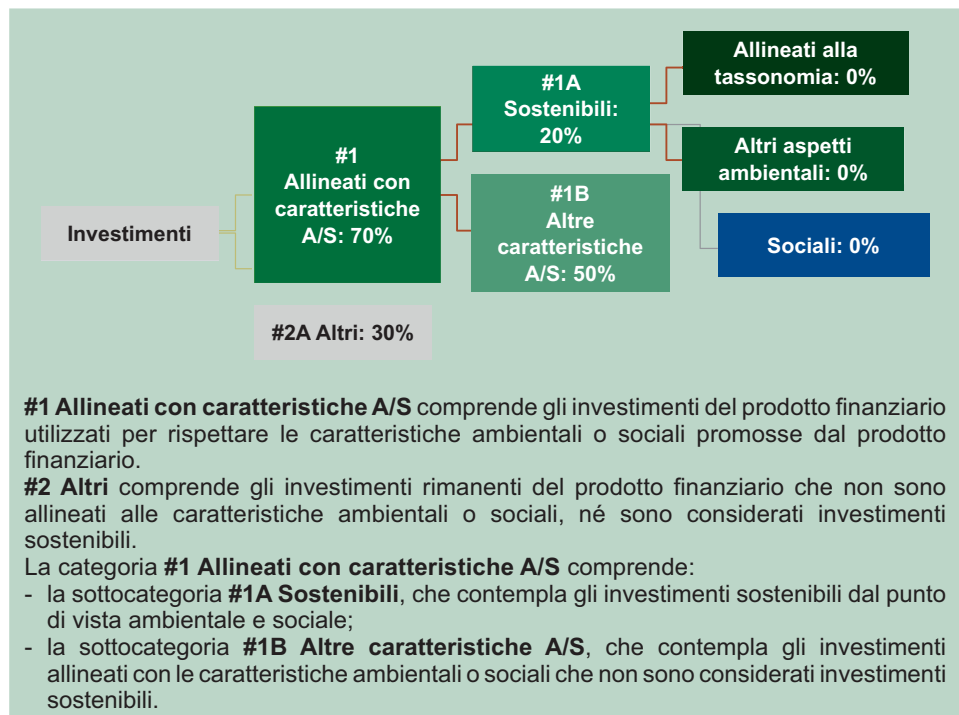 Investimenti
#1
Allineati con
caratteristiche
A/S: 70%
#2A Altri: 30%
#1A
Sostenibili:
20%
#1B
Altre
caratteristiche
A/S: 50%
Allineati alla
tassonomia: 0%
Altri aspetti
ambientali: 0%
Sociali: 0%
#1 Allineati con caratteristiche A/S comprende gli investimenti del prodotto finanziario
utilizzati per rispettare le caratteristiche ambientali o sociali promosse dal prodotto
finanziario.
#2 Altri comprende gli investimenti rimanenti del prodotto finanziario che non sono
allineati alle caratteristiche ambientali o sociali, né sono considerati investimenti
sostenibili.
La categoria #1 Allineati con caratteristiche A/S comprende:
- la sottocategoria #1A Sostenibili, che contempla gli investimenti sostenibili dal punto
di vista ambientale e sociale;
- la sottocategoria #1B Altre caratteristiche A/S, che contempla gli investimenti
allineati con le caratteristiche ambientali o sociali che non sono considerati investimenti
sostenibili.